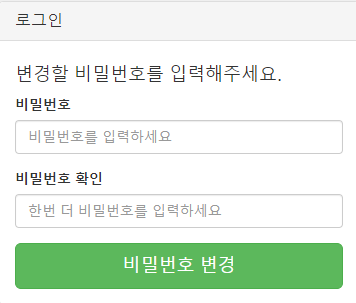 로그인
변경할 비밀번호를 입력해주세요.
비밀번호
비밀번호를 입력하세요
비밀번호 확인
한번 더 비밀번호를 입력하세요
비밀번호 변경